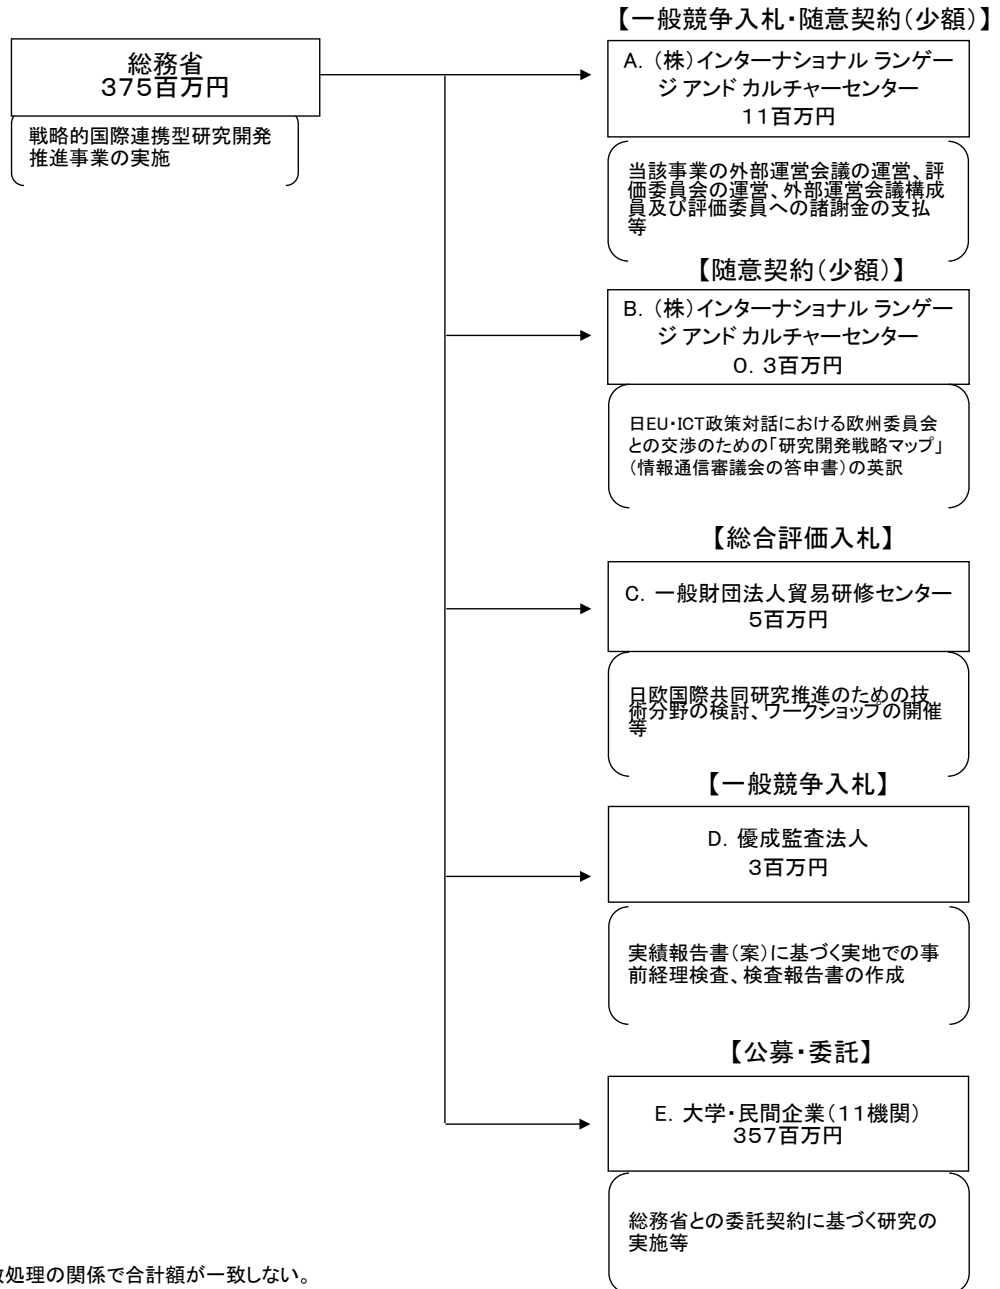 総務省
375百万円
戦略的国際連携型研究開発
推進事業の実施
【一般競争入札・随意契約(少額)】
A.(株)インターナショナル ランゲー
ジ アンド カルチャーセンター
11百万円
当該事業の外部運営会議の運営、評
価委員会の運営、外部運営会議構成
員及び評価委員への諸謝金の支払
等
【随意契約(少額)】
B.(株)インターナショナル ランゲー
ジ アンド カルチャーセンター
0.3百万円
日EU・ICT政策対話における欧州委員会
との交渉のための「研究開発戦略マップ」
(情報通信審議会の答申書)の英訳
【総合評価入札】
C. 一般財団法人貿易研修センター
5百万円
日欧国際共同研究推進のための技
術分野の検討、ワークショップの開催
等
【一般競争入札】
D. 優成監査法人
3百万円
実績報告書(案)に基づく実地での事
前経理検査、検査報告書の作成
【公募・委託】
E. 大学・民間企業(11機関)
357百万円
総務省との委託契約に基づく研究の
実施等
処理の関係で合計額が一致しない。